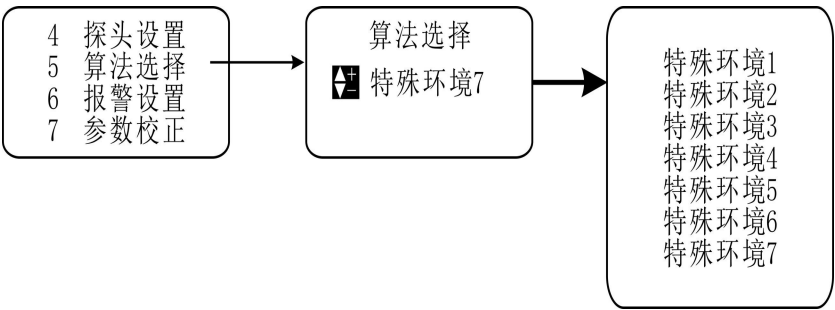 4 探头设置
5 算法选择
6 报警设置
7 参数校正
算法选择
特殊环境7
特殊环境1
特殊环境2
特殊环境3
特殊环境4
特殊环境5
特殊环境6
特殊环境7